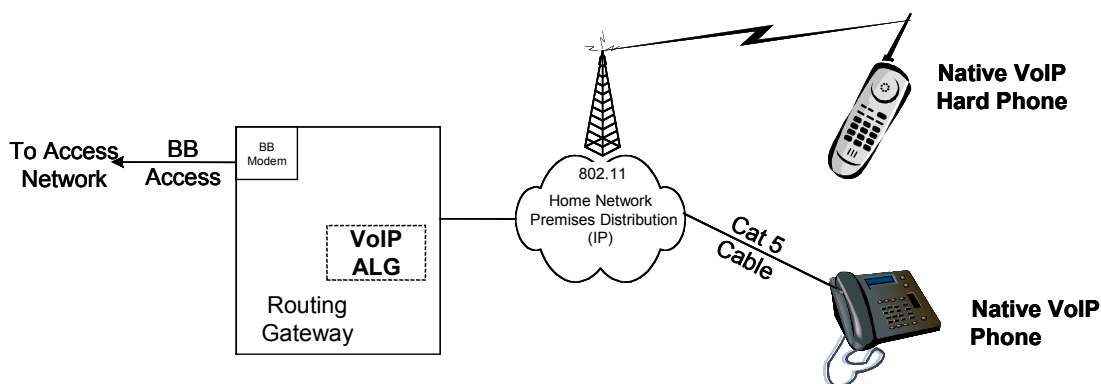 To Access
Network
BB
Access
BB
Modem
VoIP
ALG
Routing
Gateway
802.11
Home Network
Premises Distribution
(IP)
Cat 5
Cable
Native VoIP
Hard Phone
Native VoIP
Phone